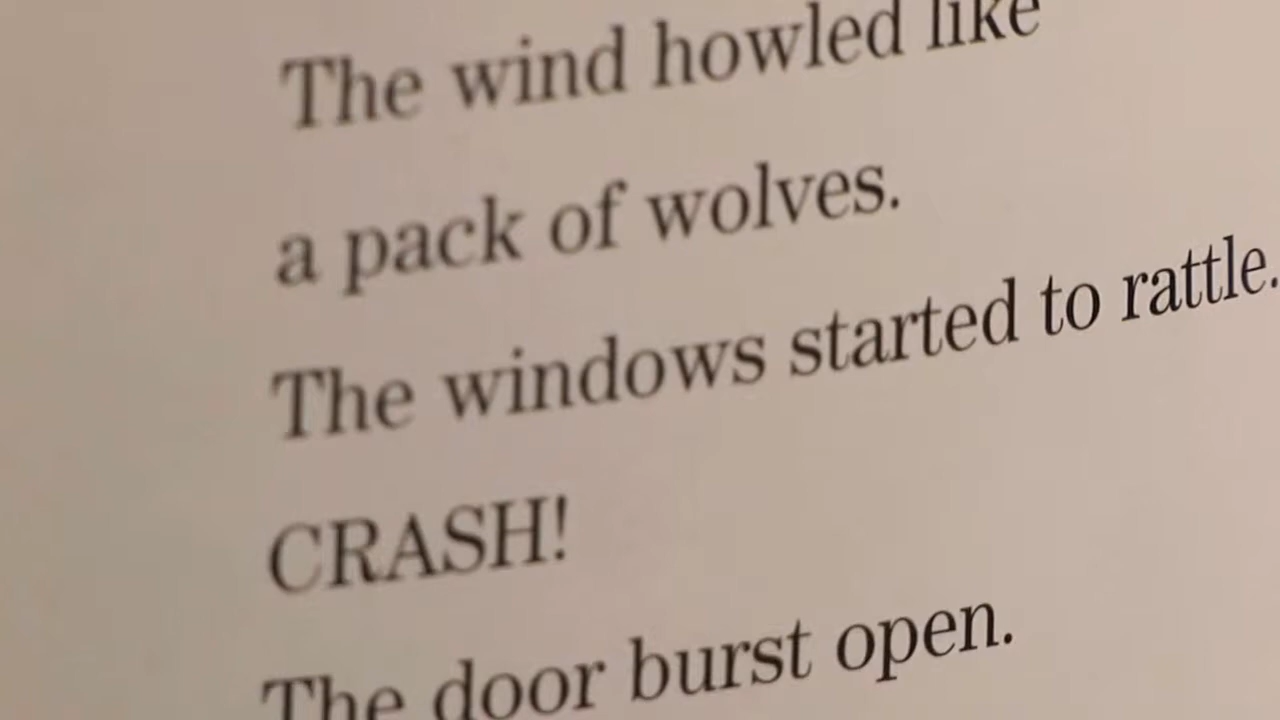 The wind howled like
a pack of wolves.
The windows started to rattle.
CRASH!
The door burst open.